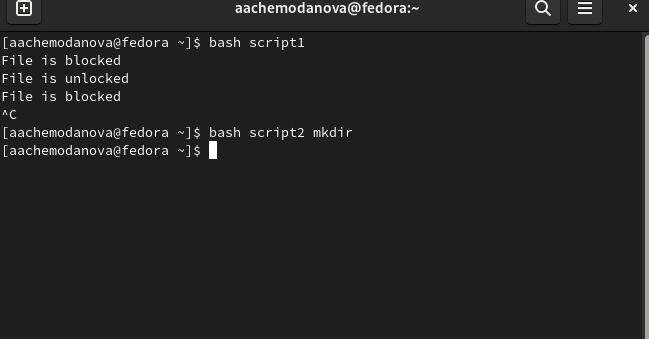 aachemodanova@fedora:~
[aachemodanova@fedora ~]$ bash script1
File is blocked
File is unlocked
File is blocked
^C
[aachemodanova@fedora ~]$ bash script2 mkdir
[aachemodanova@fedora ~]$